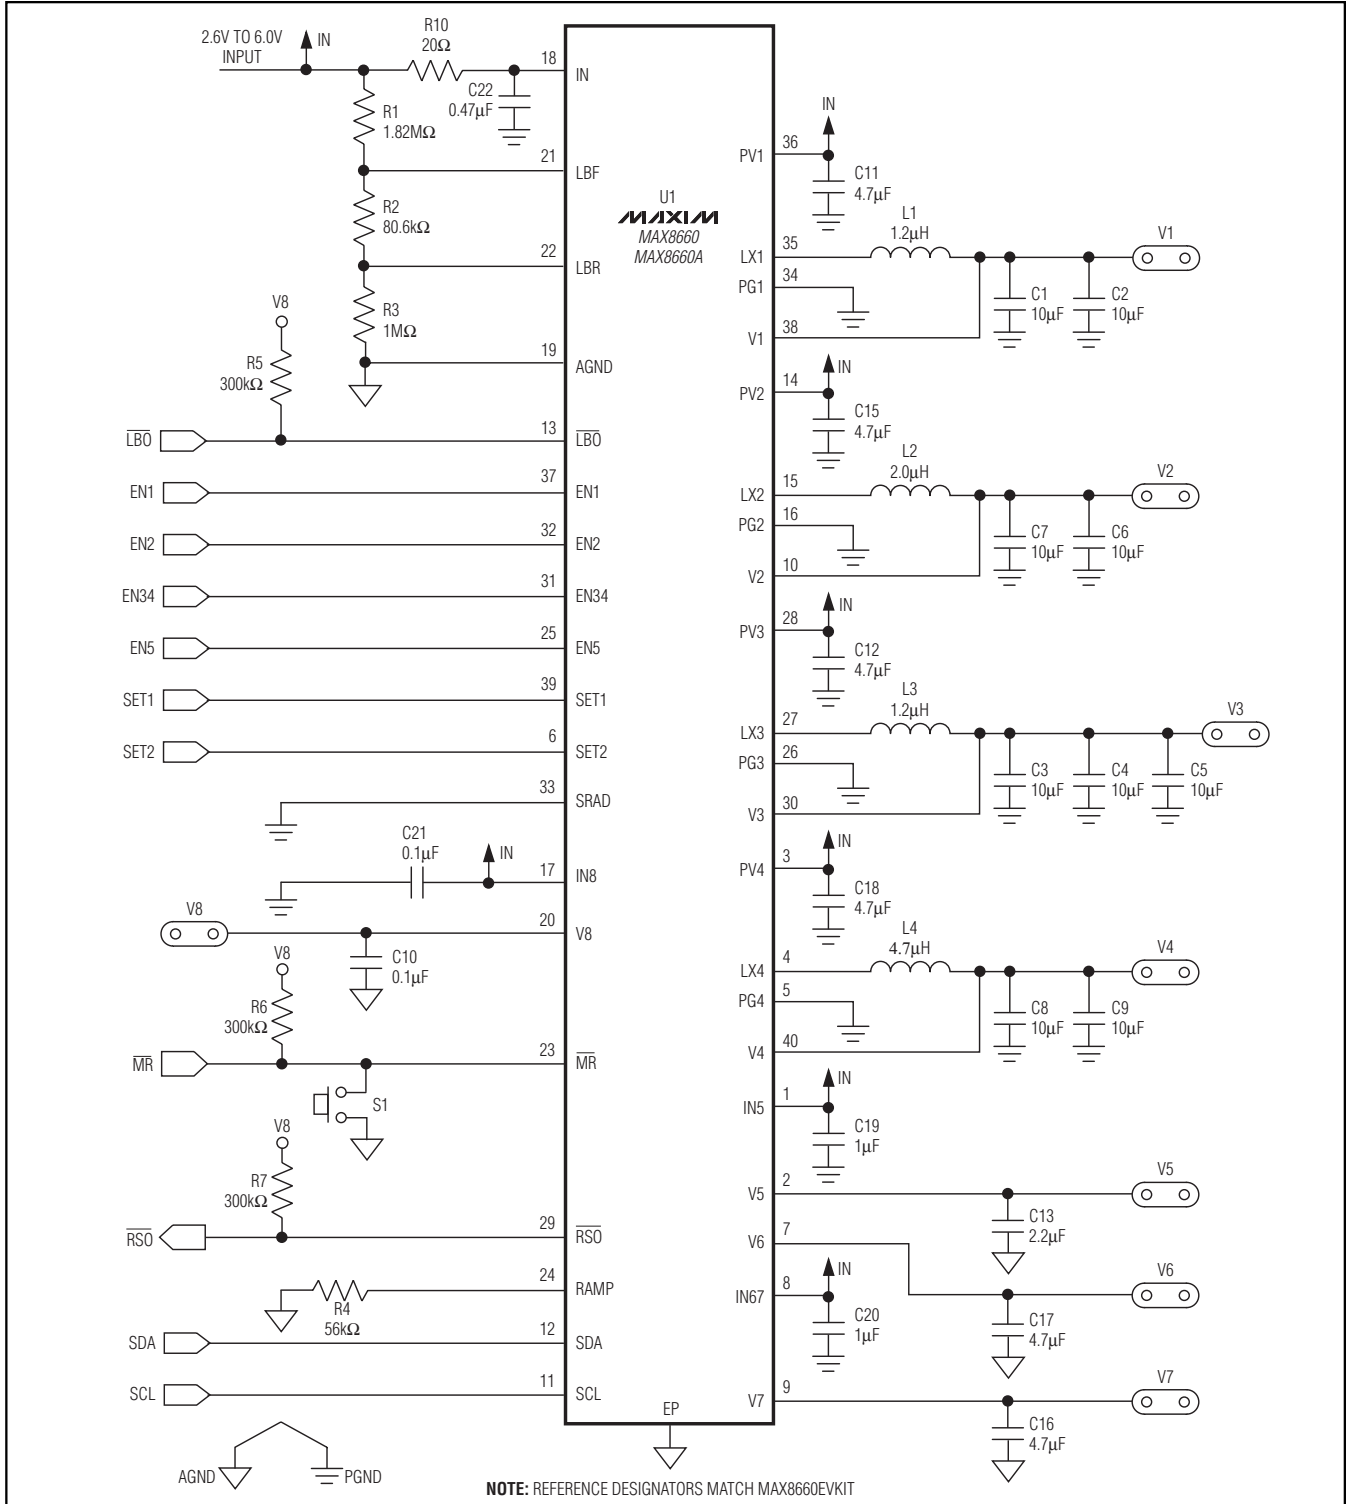 2.6V TO 6.0V
INPUT
IN
R10
20Ω
18
IN
C22
0.47µF
R1
1.82MΩ
21
LBF
R2
80.6kΩ
22
LBR
R3
1MΩ
19
AGND
V8
R5
300kΩ
LBO
13
LBO
EN1
37
EN1
EN2
32
EN2
EN34
31
EN34
EN5
25
EN5
SET1
39
SET1
SET2
6
SET2
33
SRAD
C21
0.1µF
IN
17
IN8
V8
20
V8
C10
0.1µF
V8
R6
300kΩ
MR
23
MR
S1
V8
R7
300kΩ
RSO
29
RSO
24
RAMP
R4
56kΩ
SDA
12
SDA
SCL
11
SCL
AGND
PGND
U1
MAXIM
MAX8660
MAX8660A
EP
IN
PV1
36
C11
4.7µF
L1
1.2µH
LX1
35
V1
PG1
34
C1
10µF
C2
10µF
V1
38
IN
PV2
14
C15
4.7µF
L2
2.0µH
LX2
15
V2
PG2
16
C7
10µF
C6
10µF
V2
10
IN
PV3
28
C12
4.7µF
L3
1.2µH
LX3
27
V3
PG3
26
C3
10µF
C4
10µF
C5
10µF
V3
30
IN
PV4
3
C18
4.7µF
L4
4.7µH
LX4
4
V4
PG4
5
C8
10µF
C9
10µF
V4
40
IN
IN5
1
C19
1µF
V5
2
V5
C13
2.2µF
V6
7
V6
IN
IN67
8
C20
1µF
C17
4.7µF
V7
9
V7
C16
4.7µF
NOTE: REFERENCE DESIGNATORS MATCH MAX8660EVKIT